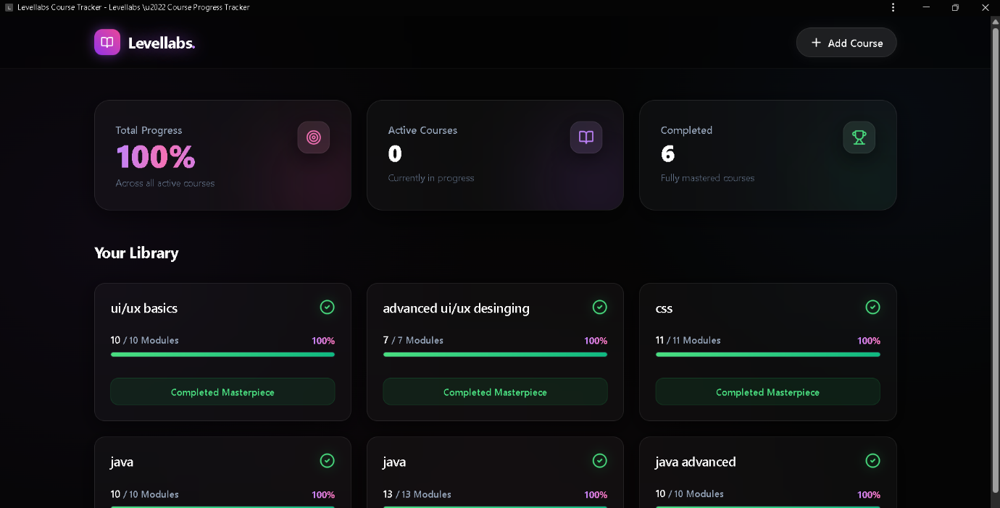 Levellabs Course Tracker - Levellabs \u2022 Course Progress Tracker
Levellabs.
Add Course
Total Progress
100%
Across all active courses
Active Courses
0
Currently in progress
Completed
6
Fully mastered courses
Your Library
ui/ux basics
10 / 10 Modules 100%
Completed Masterpiece
advanced ui/ux desinging
7 / 7 Modules 100%
Completed Masterpiece
css
11 / 11 Modules 100%
Completed Masterpiece
java
10 / 10 Modules 100%
java
13 / 13 Modules 100%
java advanced
10 / 10 Modules 100%